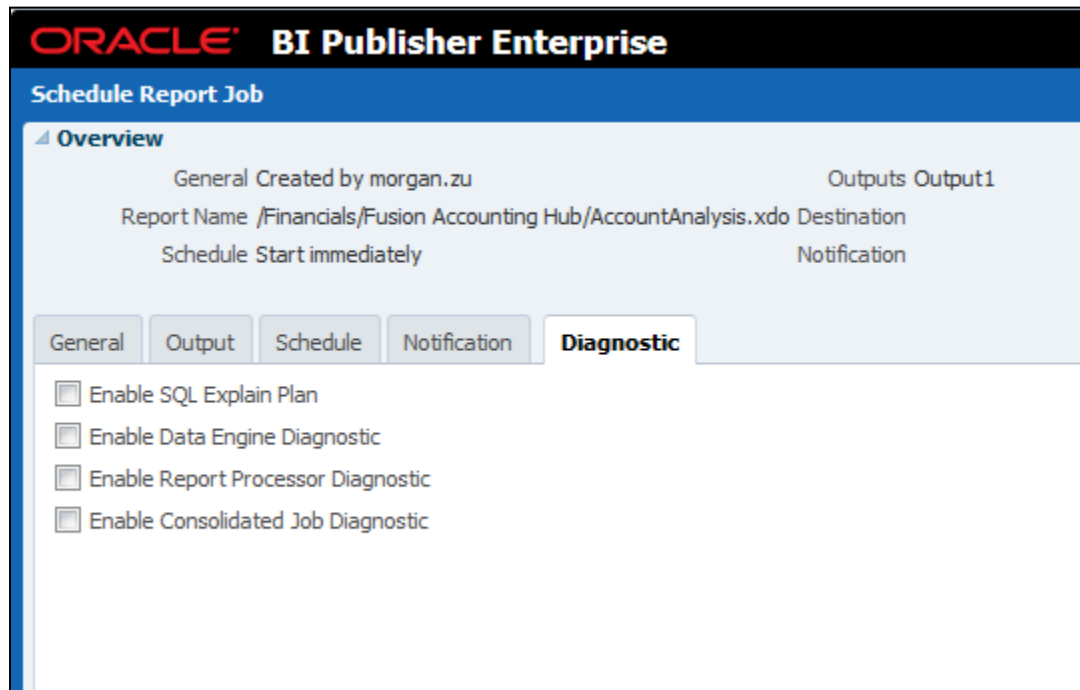 ORACLE BI Publisher Enterprise
Schedule Report Job
Overview
General Created by morgan.zu Outputs Output1
Report Name /Financials/Fusion Accounting Hub/AccountAnalysis.xdo Destination
Schedule Start immediately Notification
General Output Schedule Notification Diagnostic
Enable SQL Explain Plan
Enable Data Engine Diagnostic
Enable Report Processor Diagnostic
Enable Consolidated Job Diagnostic